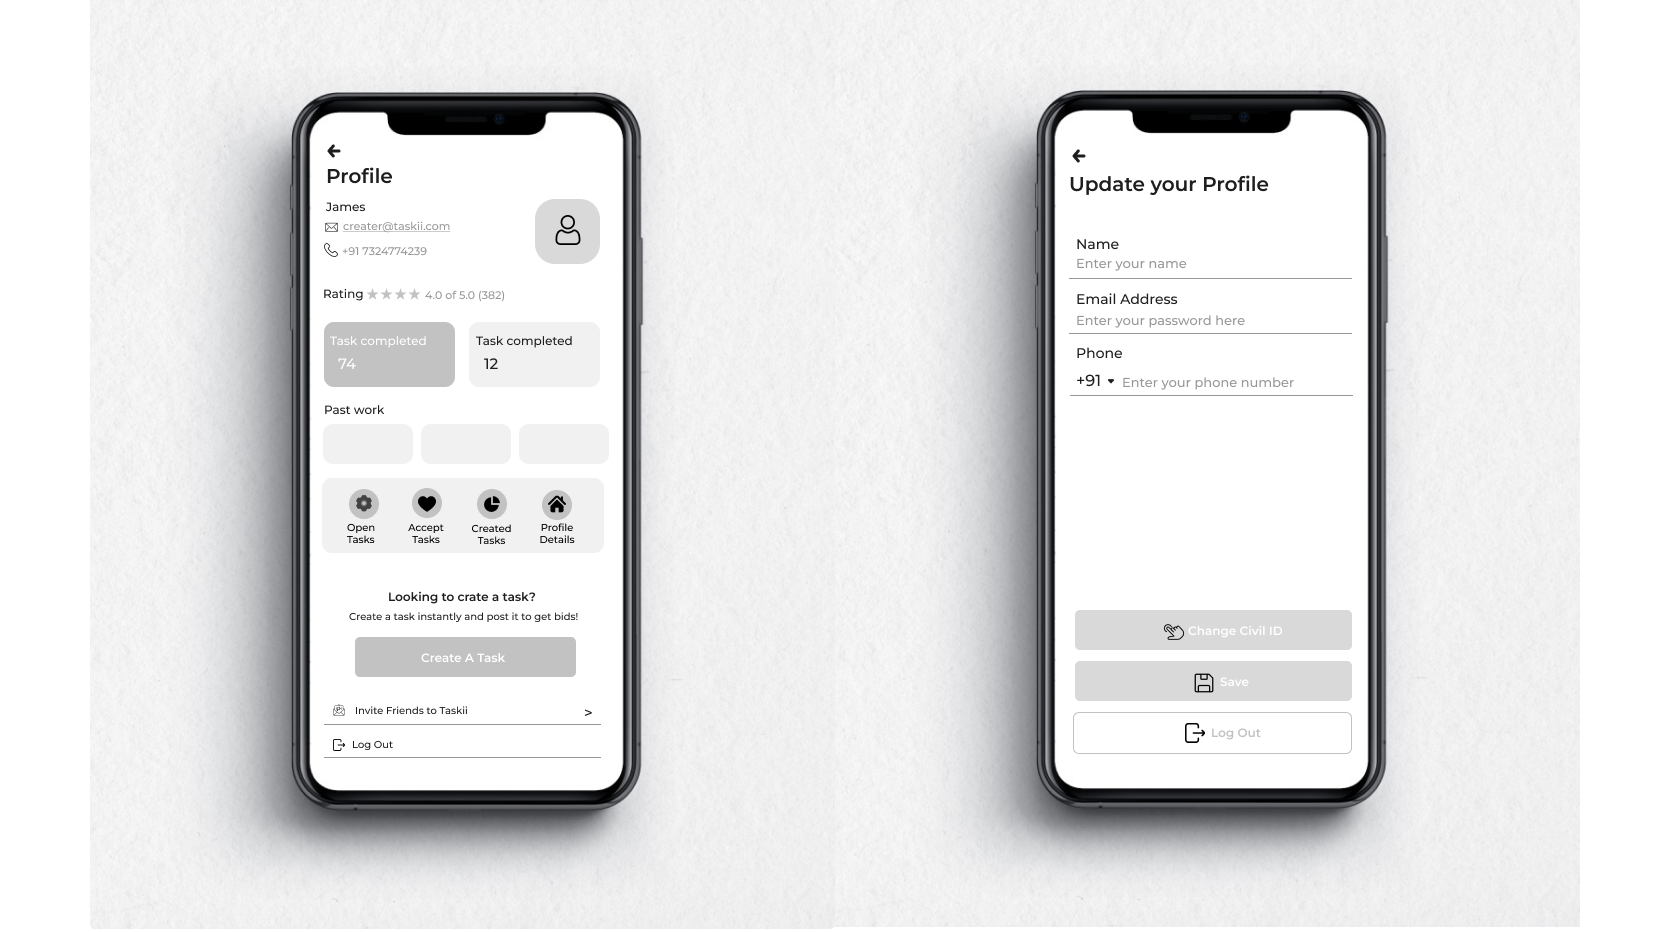 Profile
James
creater@taskii.com
+91 7324774239
Rating 4.0 of 5.0 (382)
Task completed
74
Task completed
12
Past work
Open
Tasks
Accept
Tasks
Created
Tasks
Profile
Details
Looking to crate a task?
Create a task instantly and post it to get bids!
Create A Task
Invite Friends to Taskii >
Log Out
Update your Profile
Name
Enter your name
Email Address
Enter your password here
Phone
+91 Enter your phone number
Change Civil ID
Save
Log Out